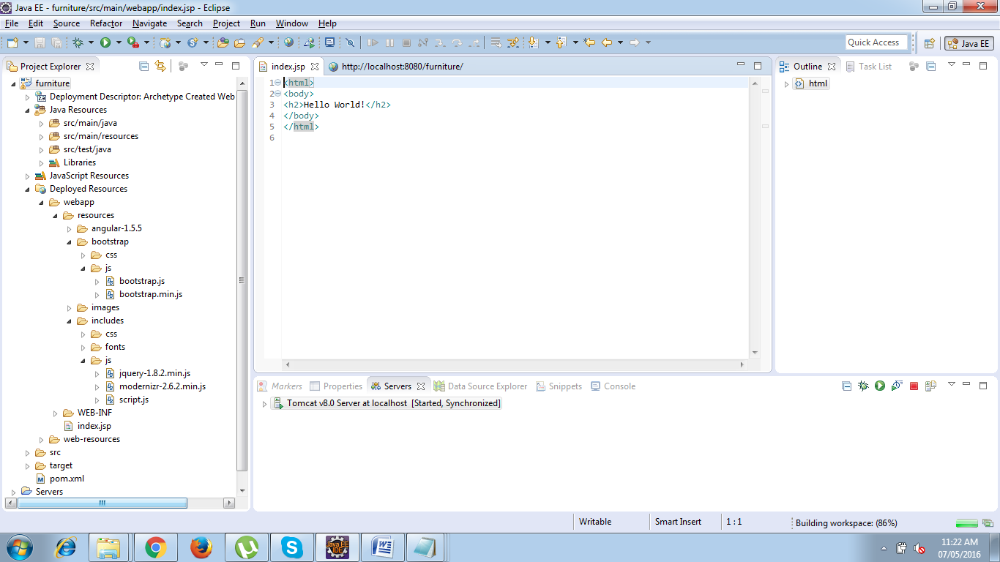 Java EE - furniture/src/main/webapp/index.jsp - Eclipse
File Edit Source Refactor Navigate Search Project Run Window Help
Quick Access
Java EE
Project Explorer
furniture
Deployment Descriptor: Archetype Created Web
Java Resources
src/main/java
src/main/resources
src/test/java
Libraries
JavaScript Resources
Deployed Resources
webapp
resources
angular-1.5.5
bootstrap
css
js
bootstrap.js
bootstrap.min.js
images
includes
css
fonts
js
jquery-1.8.2.min.js
modernizr-2.6.2.min.js
script.js
WEB-INF
index.jsp
web-resources
src
target
pom.xml
Servers
index.jsp http://localhost:8080/furniture/
1 <html>
2 <body>
3 <h2>Hello World!</h2>
4 </body>
5 </html>
6
Outline Task List
html
Markers Properties Servers Data Source Explorer Snippets Console
Tomcat v8.0 Server at localhost [Started, Synchronized]
Writable Smart Insert 1 : 1 Building workspace: (86%)
Java EE
IDE
11:22 AM
07/05/2016